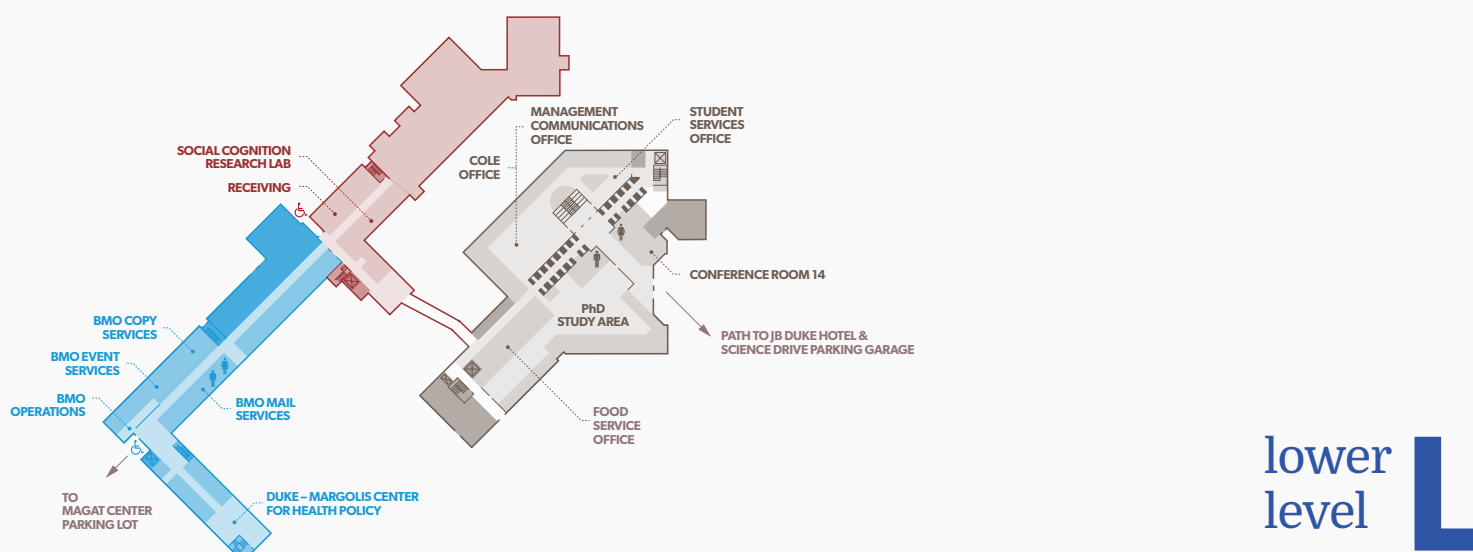 MANAGEMENT
COMMUNICATIONS
OFFICE
STUDENT
SERVICES
OFFICE
SOCIAL COGNITION
RESEARCH LAB
COLE
OFFICE
RECEIVING
CONFERENCE ROOM 14
PhD
STUDY AREA
BMO COPY
SERVICES
PATH TO JB DUKE HOTEL &
SCIENCE DRIVE PARKING GARAGE
BMO EVENT
SERVICES
BMO
OPERATIONS
BMO MAIL
SERVICES
FOOD
SERVICE
OFFICE
TO
MAGAT CENTER
PARKING LOT
DUKE – MARGOLIS CENTER
FOR HEALTH POLICY
lower
level
L